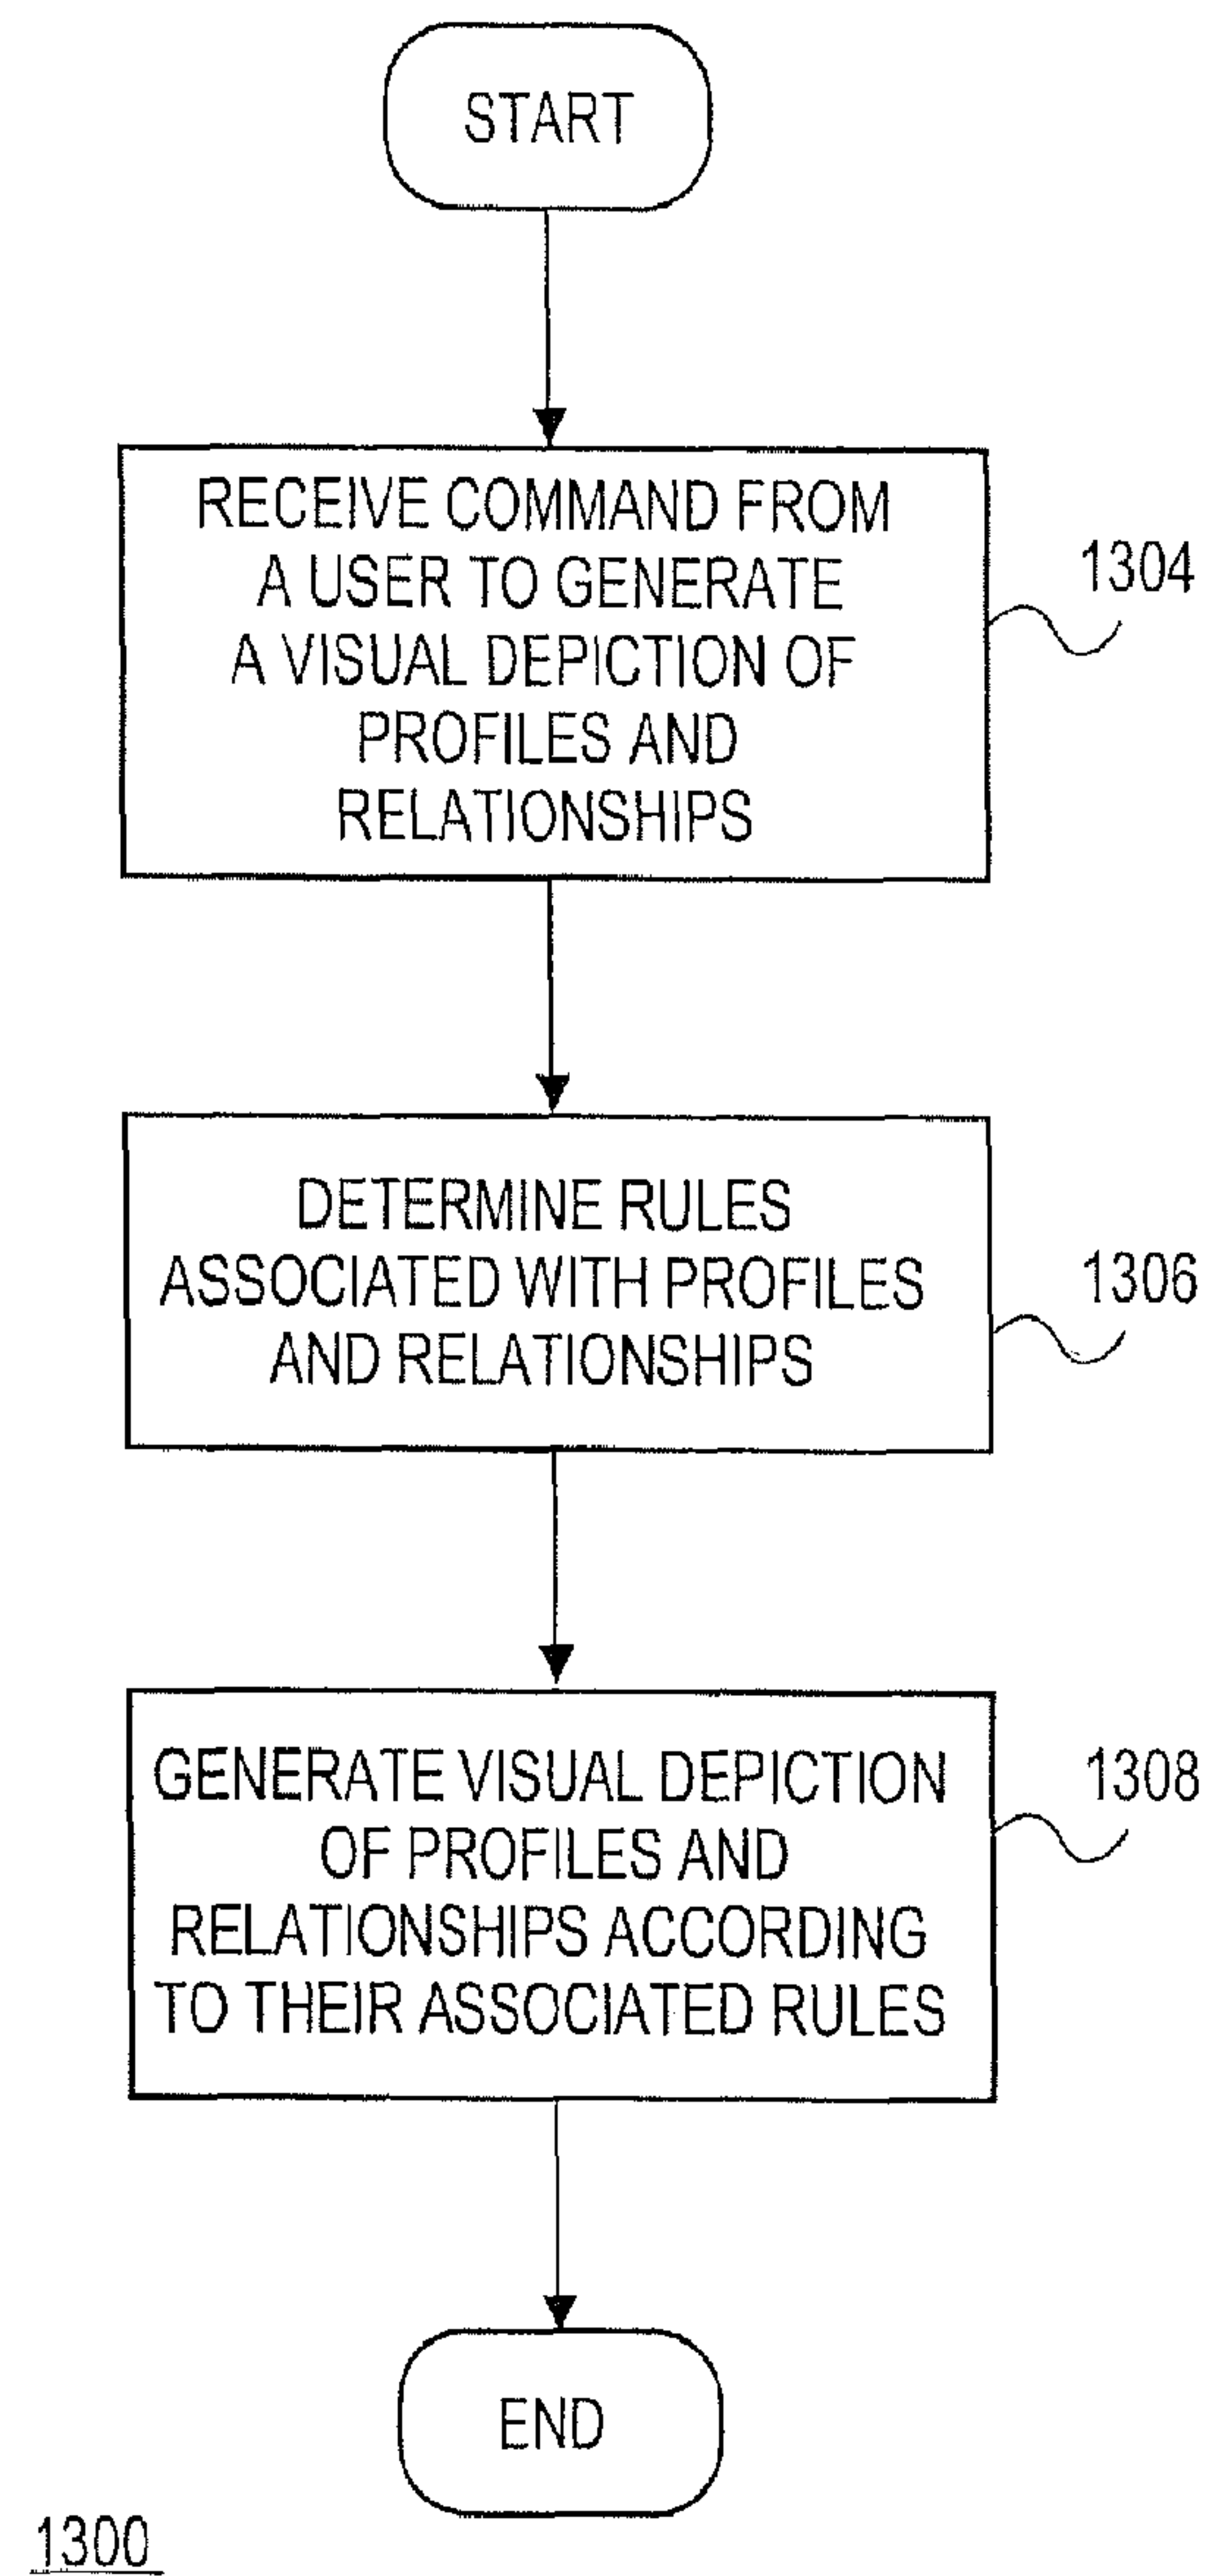 START
RECEIVE COMMAND FROM
A USER TO GENERATE
A VISUAL DEPICTION OF
PROFILES AND
RELATIONSHIPS
1304
DETERMINE RULES
ASSOCIATED WITH PROFILES
AND RELATIONSHIPS
1306
GENERATE VISUAL DEPICTION
OF PROFILES AND
RELATIONSHIPS ACCORDING
TO THEIR ASSOCIATED RULES
1308
END
1300